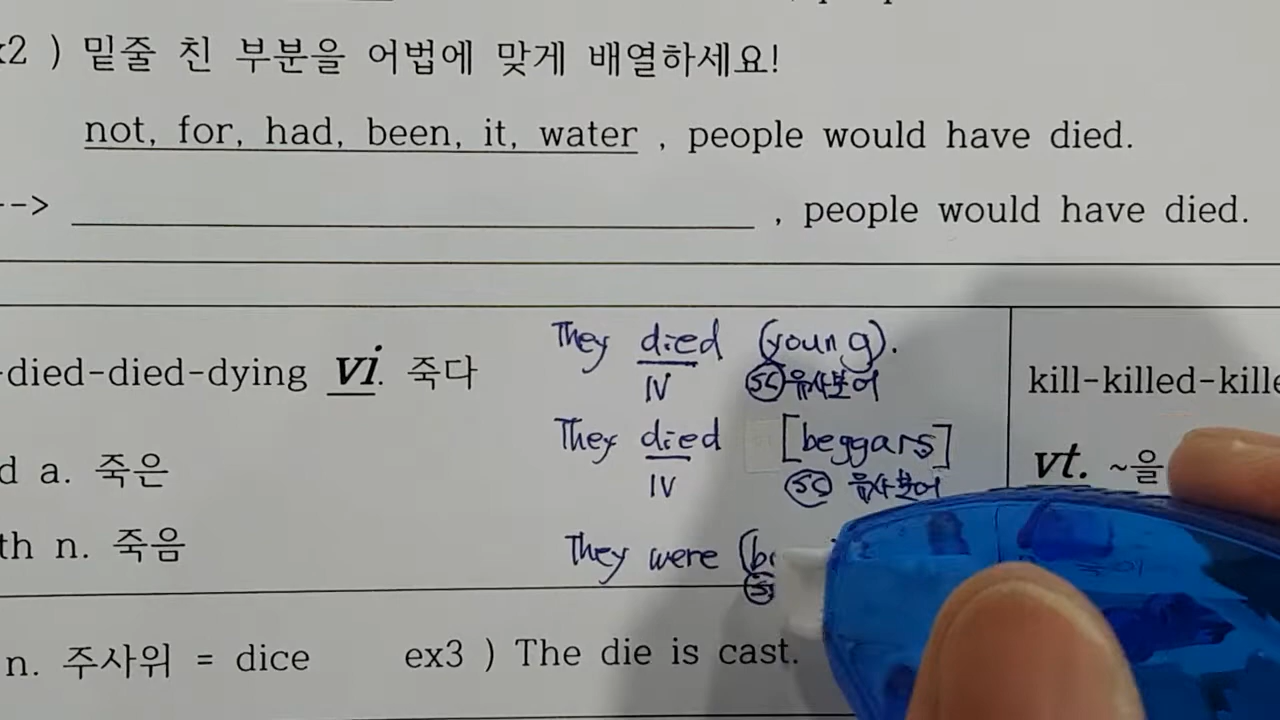 2 ) 밑줄 친 부분을 어법에 맞게 배열하세요!
not, for, had, been, it, water , people would have died.
--> , people would have died.
-died-died-dying vi. 죽다
They died (young).
IV SC 유사보어
d a. 죽은
They died [beggars]
IV SC 유사보어
th n. 죽음
They were
kill-killed-kille
vt. ~을
n. 주사위 = dice ex3 ) The die is cast.